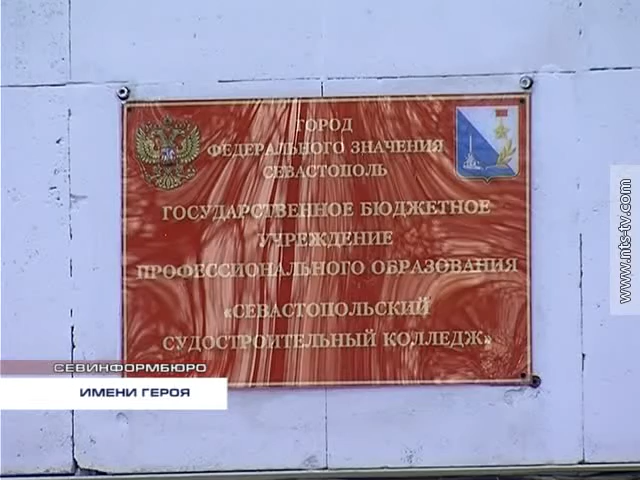 ГОРОД
ФЕДЕРАЛЬНОГО ЗНАЧЕНИЯ
СЕВАСТОПОЛЬ
ГОСУДАРСТВЕННОЕ БЮДЖЕТНОЕ
УЧРЕЖДЕНИЕ
ПРОФЕССИОНАЛЬНОГО ОБРАЗОВАНИЯ
«СЕВАСТОПОЛЬСКИЙ
СУДОСТРОИТЕЛЬНЫЙ КОЛЛЕДЖ»
www.nts-tv.com
СЕВИНФОРМБЮРО
ИМЕНИ ГЕРОЯ